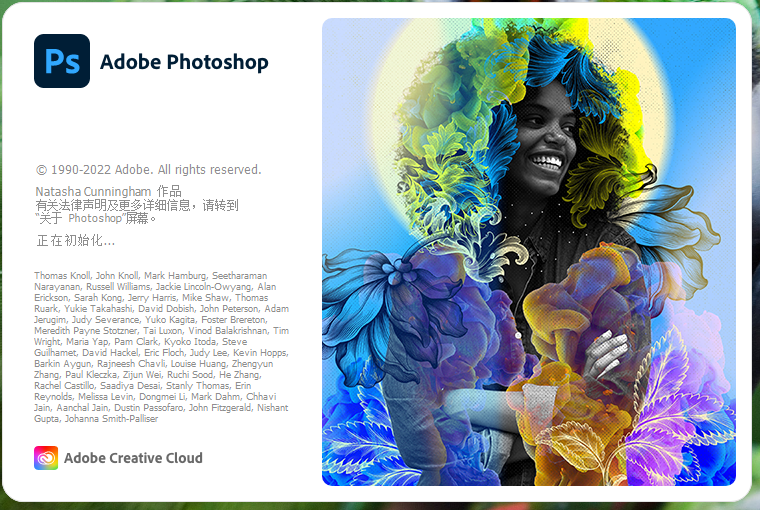 Ps Adobe Photoshop
© 1990-2022 Adobe. All rights reserved.
Natasha Cunningham 作品
有关法律声明及更多详细信息，请转到
“关于 Photoshop”屏幕。
正在初始化...
Thomas Knoll, John Knoll, Mark Hamburg, Seetharaman
Narayanan, Russell Williams, Jackie Lincoln-Owyang, Alan
Erickson, Sarah Kong, Jerry Harris, Mike Shaw, Thomas
Ruark, Yukie Takahashi, David Dobish, John Peterson, Adam
Jerugim, Judy Severance, Yuko Kagita, Foster Brereton,
Meredith Payne Stotzner, Tai Luxon, Vinod Balakrishnan, Tim
Wright, Maria Yap, Pam Clark, Kyoko Itoda, Steve
Guilhamet, David Hackel, Eric Floch, Judy Lee, Kevin Hopps,
Barkin Aygun, Rajneesh Chavli, Louise Huang, Zhengyun
Zhang, Paul Kleczka, Zijun Wei, Ruchi Sood, He Zhang,
Rachel Castillo, Saadiya Desai, Stanly Thomas, Erin
Reynolds, Melissa Levin, Dongmei Li, Mark Dahm, Chhavi
Jain, Aanchal Jain, Dustin Passofaro, John Fitzgerald, Nishant
Gupta, Johanna Smith-Palliser
Adobe Creative Cloud